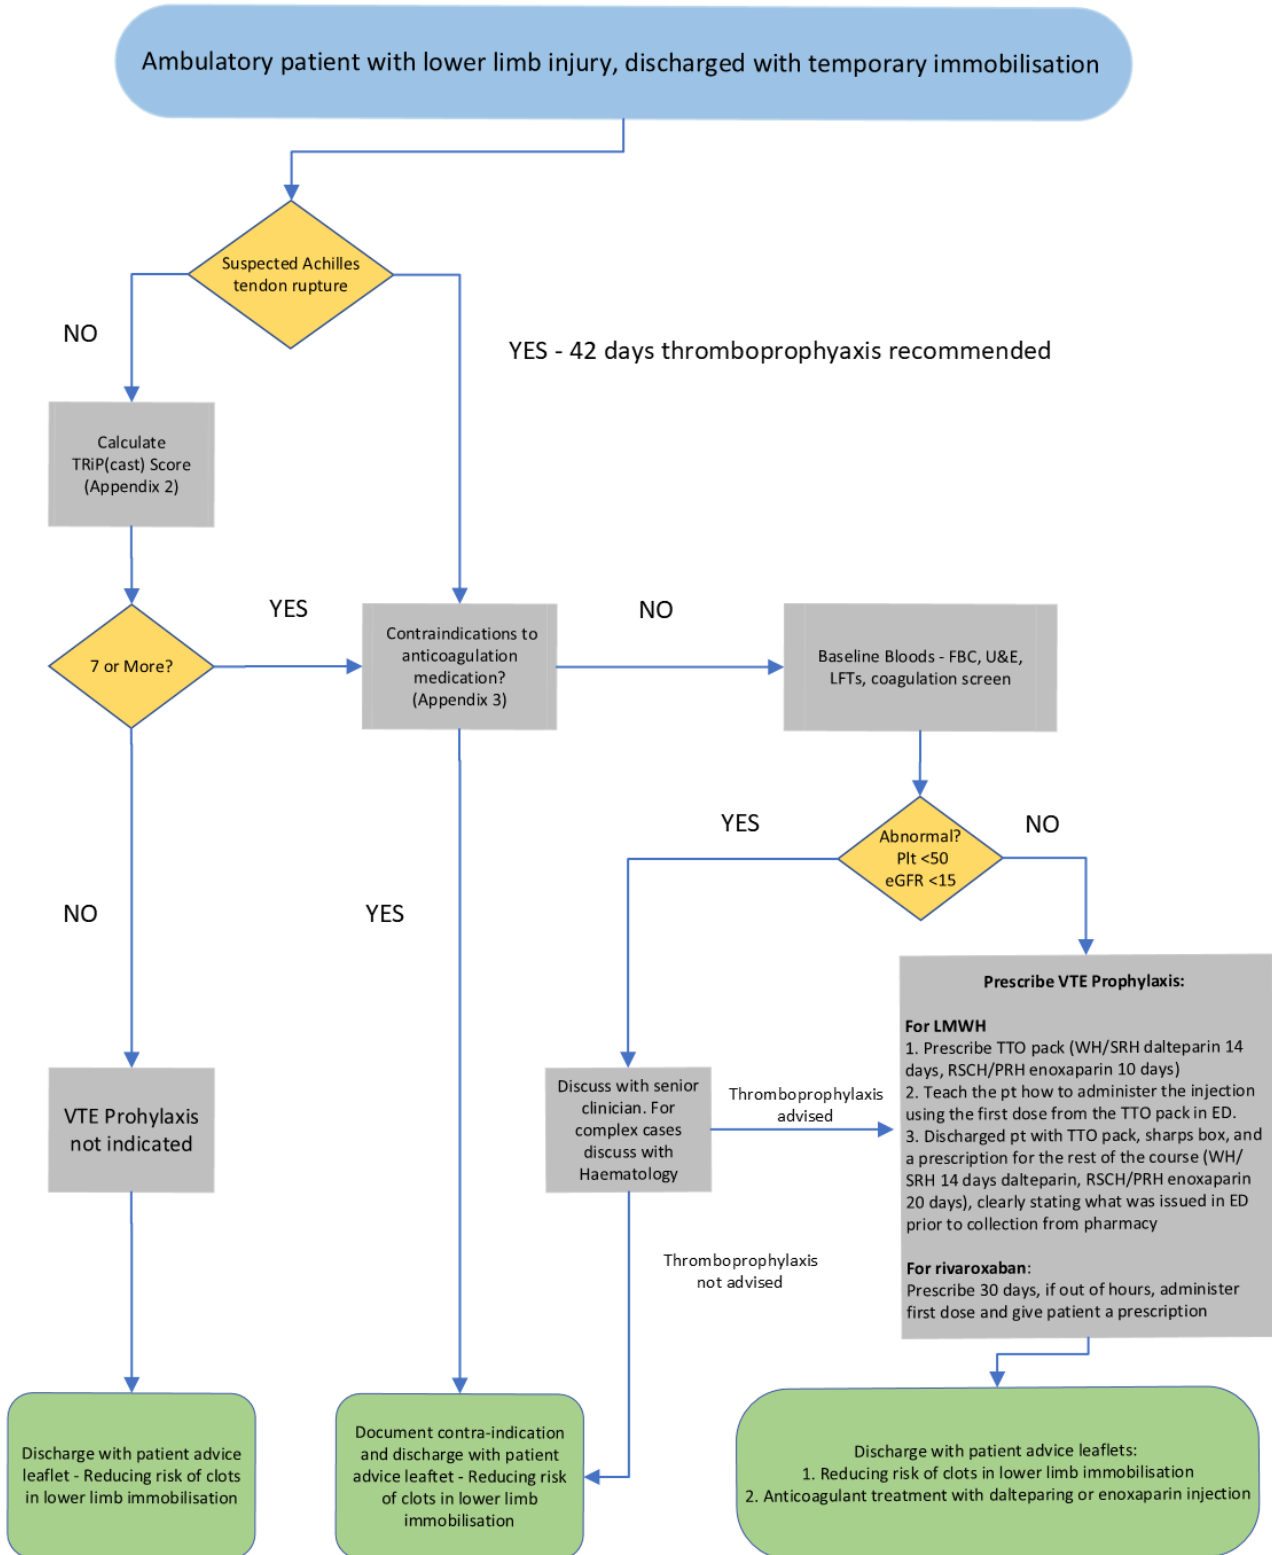 Ambulatory patient with lower limb injury, discharged with temporary immobilisation
Suspected Achilles
tendon rupture
NO
YES - 42 days thromboprophyaxis recommended
Calculate
TRiP(cast) Score
(Appendix 2)
7 or More?
YES
Contraindications to
anticoagulation
medication?
(Appendix 3)
NO
Baseline Bloods - FBC, U&E,
LFTs, coagulation screen
YES
Abnormal?
Plt <50
eGFR <15
NO
NO
YES
Prescribe VTE Prophylaxis:
For LMWH
1. Prescribe TTO pack (WH/SRH dalteparin 14
days, RSCH/PRH enoxaparin 10 days)
2. Teach the pt how to administer the injection
using the first dose from the TTO pack in ED.
3. Discharged pt with TTO pack, sharps box, and
a prescription for the rest of the course (WH/
SRH 14 days dalteparin, RSCH/PRH enoxaparin
20 days), clearly stating what was issued in ED
prior to collection from pharmacy
For rivaroxaban:
Prescribe 30 days, if out of hours, administer
first dose and give patient a prescription
VTE Prohylaxis
not indicated
Discuss with senior
clinician. For
complex cases
discuss with
Haematology
Thromboprophylaxis
advised
Thromboprophylaxis
not advised
Discharge with patient advice
leaflet - Reducing risk of clots
in lower limb immobilisation
Document contra-indication
and discharge with patient
advice leaftet - Reducing risk
of clots in lower limb
immobilisation
Discharge with patient advice leaflets:
1. Reducing risk of clots in lower limb immobilisation
2. Anticoagulant treatment with dalteparing or enoxaparin injection